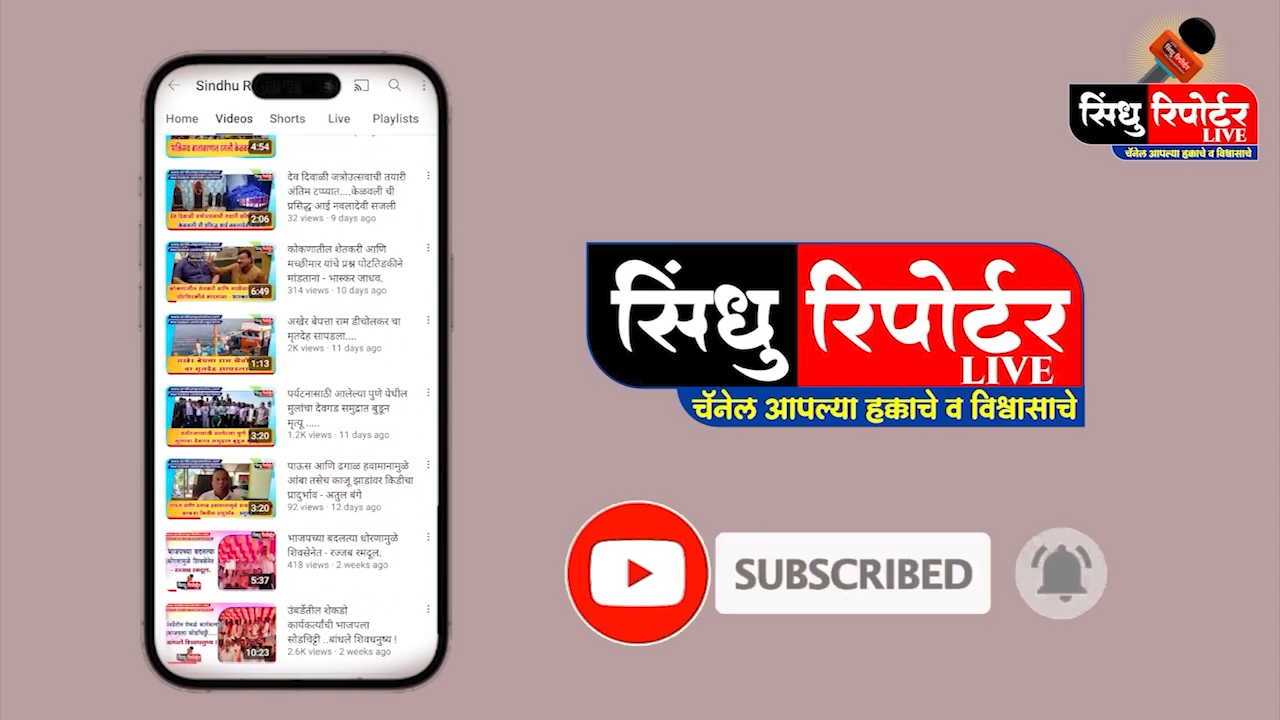 Sindhu R
Home Videos Shorts Live Playlists
4:54
देव दिवाळी जत्रोउत्सवाची तयारी
अंतिम टप्प्यात....केळवली ची
प्रसिद्ध आई नवलादेवी सजली
32 views · 9 days ago
2:06
कोकणातील शेतकरी आणि
मच्छीमार यांचे प्रश्न पोटतिडकीने
मांडताना - भास्कर जाधव.
314 views · 10 days ago
6:49
अखेर बेपत्ता राम डीचोलकर चा
मृतदेह सापडला....
2K views · 11 days ago
1:13
पर्यटनासाठी आलेल्या पुणे येथील
मुलांचा देवगड समुद्रात बुडून
मृत्यू .....
1.2K views · 11 days ago
3:20
पाऊस आणि ढगाळ हवामानामुळे
आंबा तसेच काजू झाडांवर किडीचा
प्रादुर्भाव - अतुल बंगे
92 views · 12 days ago
3:20
भाजपच्या बदलत्या धोरणामुळे
शिवसेनेत - रज्जब रमदूल.
418 views · 2 weeks ago
5:37
उंबर्डेतील शेकडो
कार्यकर्त्यांची भाजपला
सोडचिट्टी ..बांधले शिवधनुष्य !
2.6K views · 2 weeks ago
10:23
सिंधु रिपोर्टर
LIVE
चॅनेल आपल्या हक्काचे व विश्वासाचे
सिंधु रिपोर्टर
LIVE
चॅनेल आपल्या हक्काचे व विश्वासाचे
SUBSCRIBED